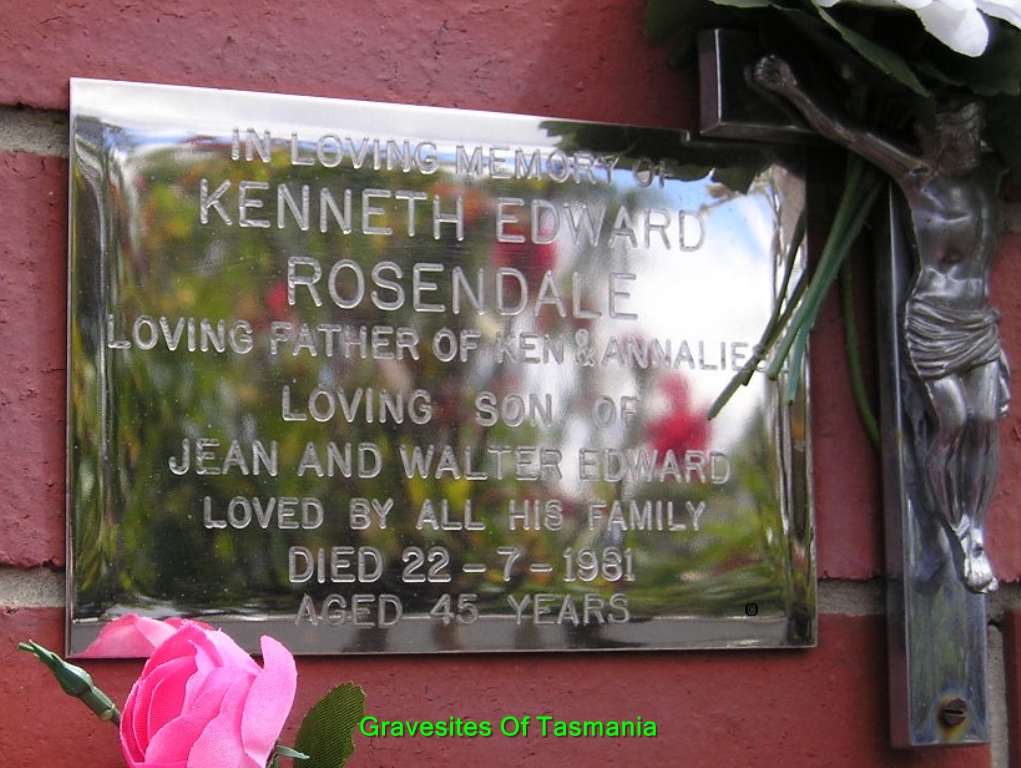 IN LOVING MEMORY OF
KENNETH EDWARD
ROSENDALE
LOVING FATHER OF KEN & ANNALIES
LOVING SON OF
JEAN AND WALTER EDWARD
LOVED BY ALL HIS FAMILY
DIED 22-7-1981
AGED 45 YEARS
©
Gravesites Of Tasmania